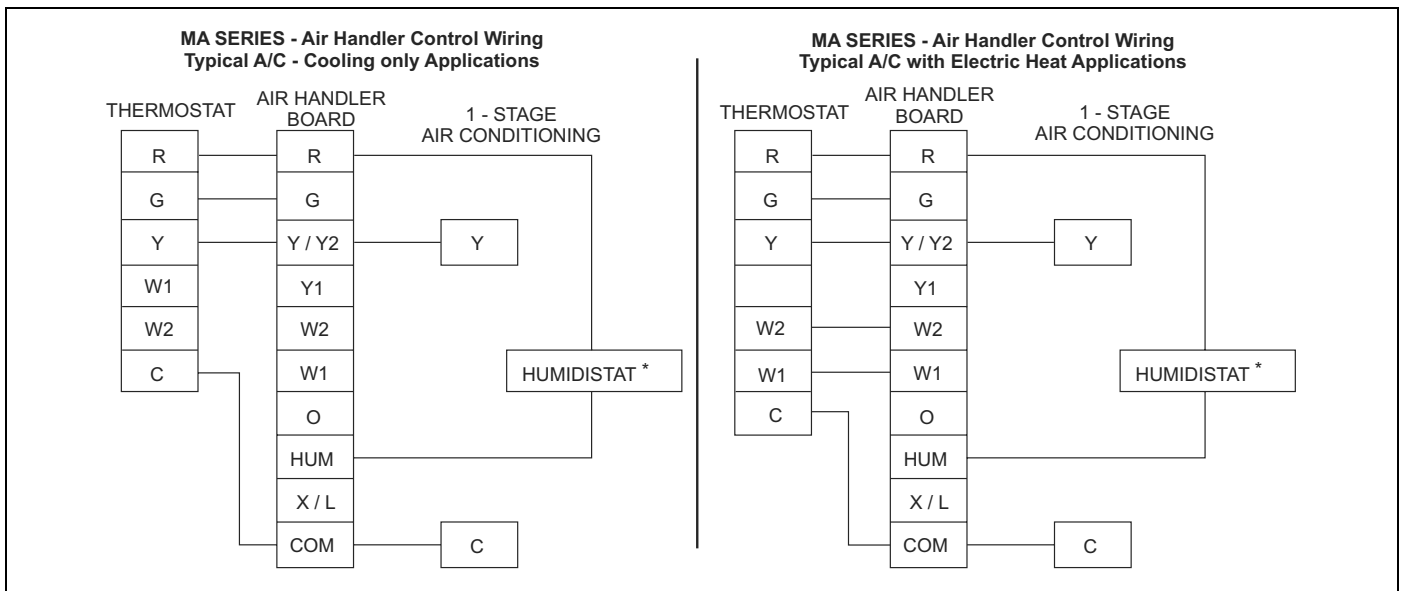 MA SERIES - Air Handler Control Wiring
Typical A/C - Cooling only Applications
THERMOSTAT
AIR HANDLER
BOARD
1 - STAGE
AIR CONDITIONING
R
G
Y
W1
W2
C
R
G
Y / Y2
Y1
W2
W1
O
HUM
X / L
COM
Y
HUMIDISTAT *
C
MA SERIES - Air Handler Control Wiring
Typical A/C with Electric Heat Applications
THERMOSTAT
AIR HANDLER
BOARD
1 - STAGE
AIR CONDITIONING
R
G
Y
W2
W1
C
R
G
Y / Y2
Y1
W2
W1
O
HUM
X / L
COM
Y
HUMIDISTAT *
C